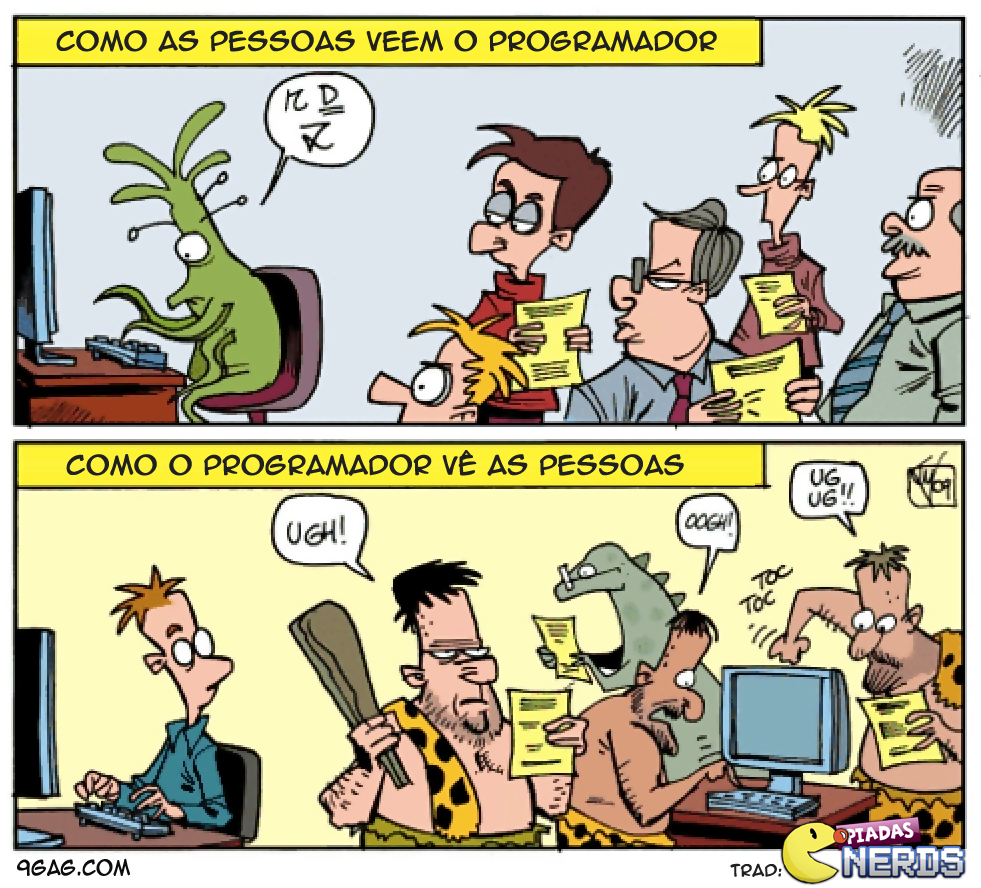 COMO AS PESSOAS VEEM O PROGRAMADOR
D
COMO O PROGRAMADOR VÊ AS PESSOAS
UGH!
OOGH!
UG
UG!!
TOC
TOC
9GAG.COM
TRAD:
PIADAS
NERDS